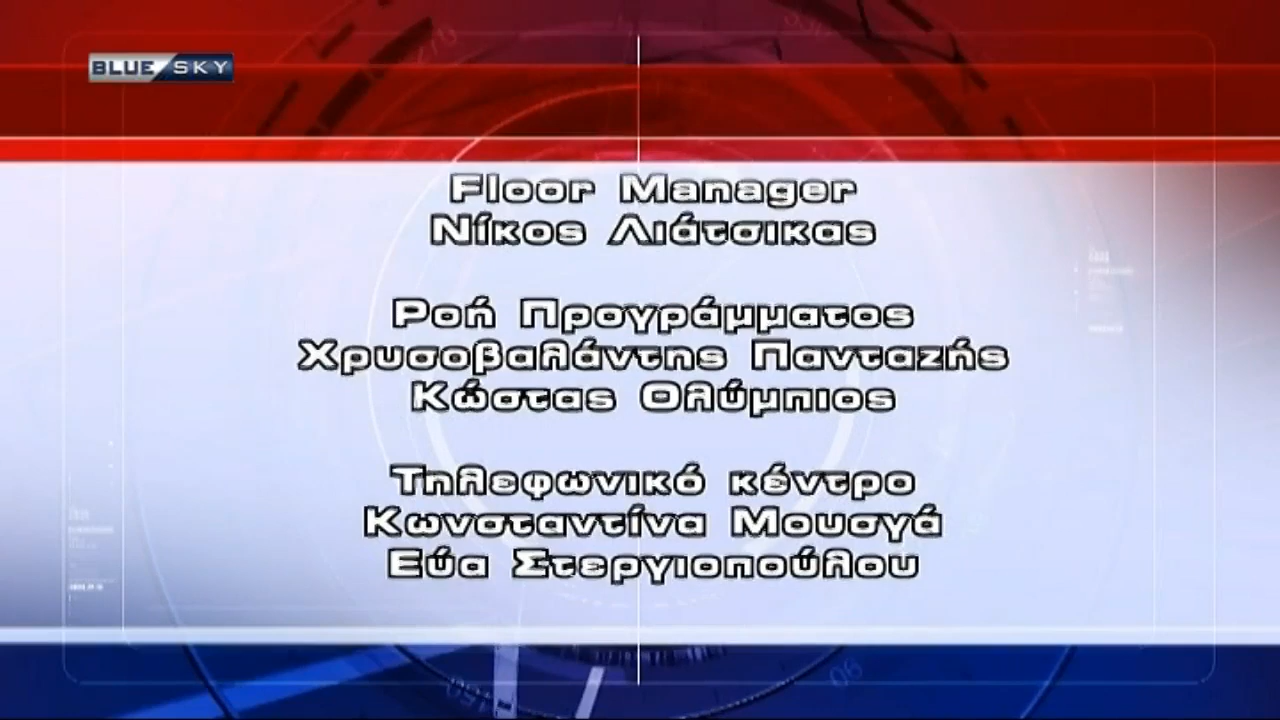 BLUE SKY
Floor Manager
Νίκος Λιάτσικας
Ροή Προγράμματος
Χρυσοβαλάντης Πανταζής
Κώστας Ολύμπιος
Τηλεφωνικό κέντρο
Κωνσταντίνα Μουσγά
Εύα Στεργιοπούλου